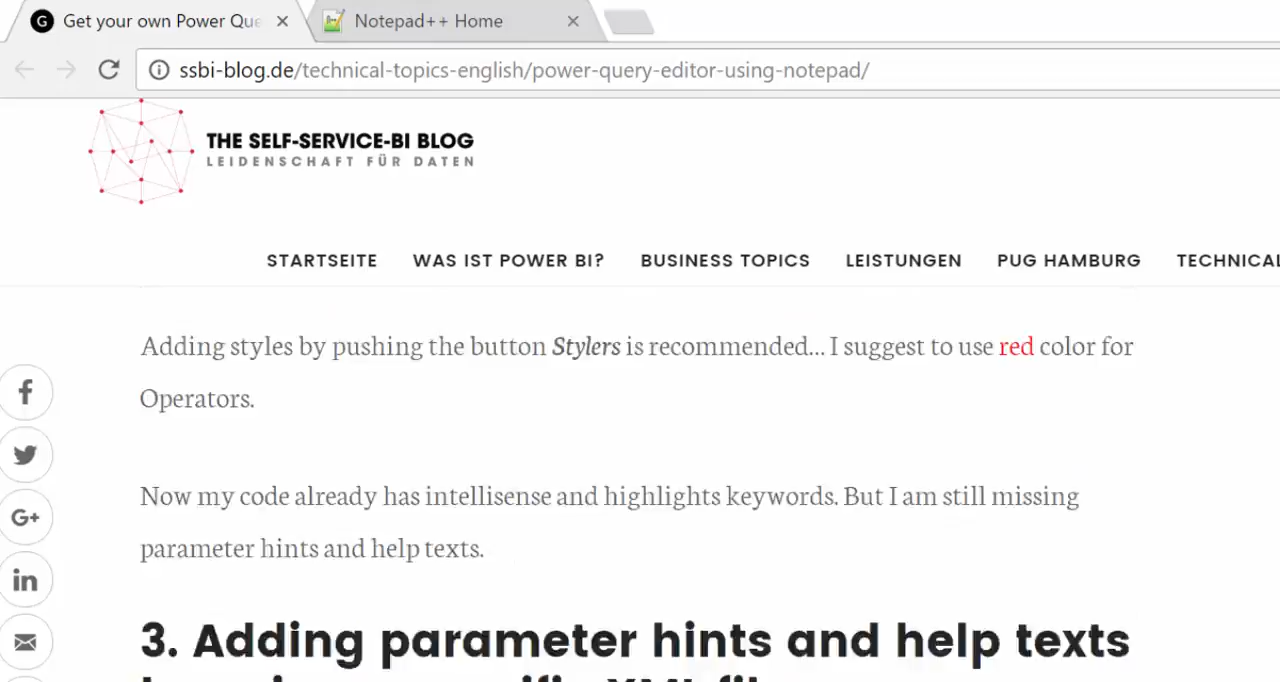 Get your own Power Que
Notepad++ Home
ssbi-blog.de/technical-topics-english/power-query-editor-using-notepad/
THE SELF-SERVICE-BI BLOG
LEIDENSCHAFT FÜR DATEN
STARTSEITE WAS IST POWER BI? BUSINESS TOPICS LEISTUNGEN PUG HAMBURG TECHNICAL
Adding styles by pushing the button Stylers is recommended… I suggest to use red color for
Operators.
Now my code already has intellisense and highlights keywords. But I am still missing
parameter hints and help texts.
3. Adding parameter hints and help texts